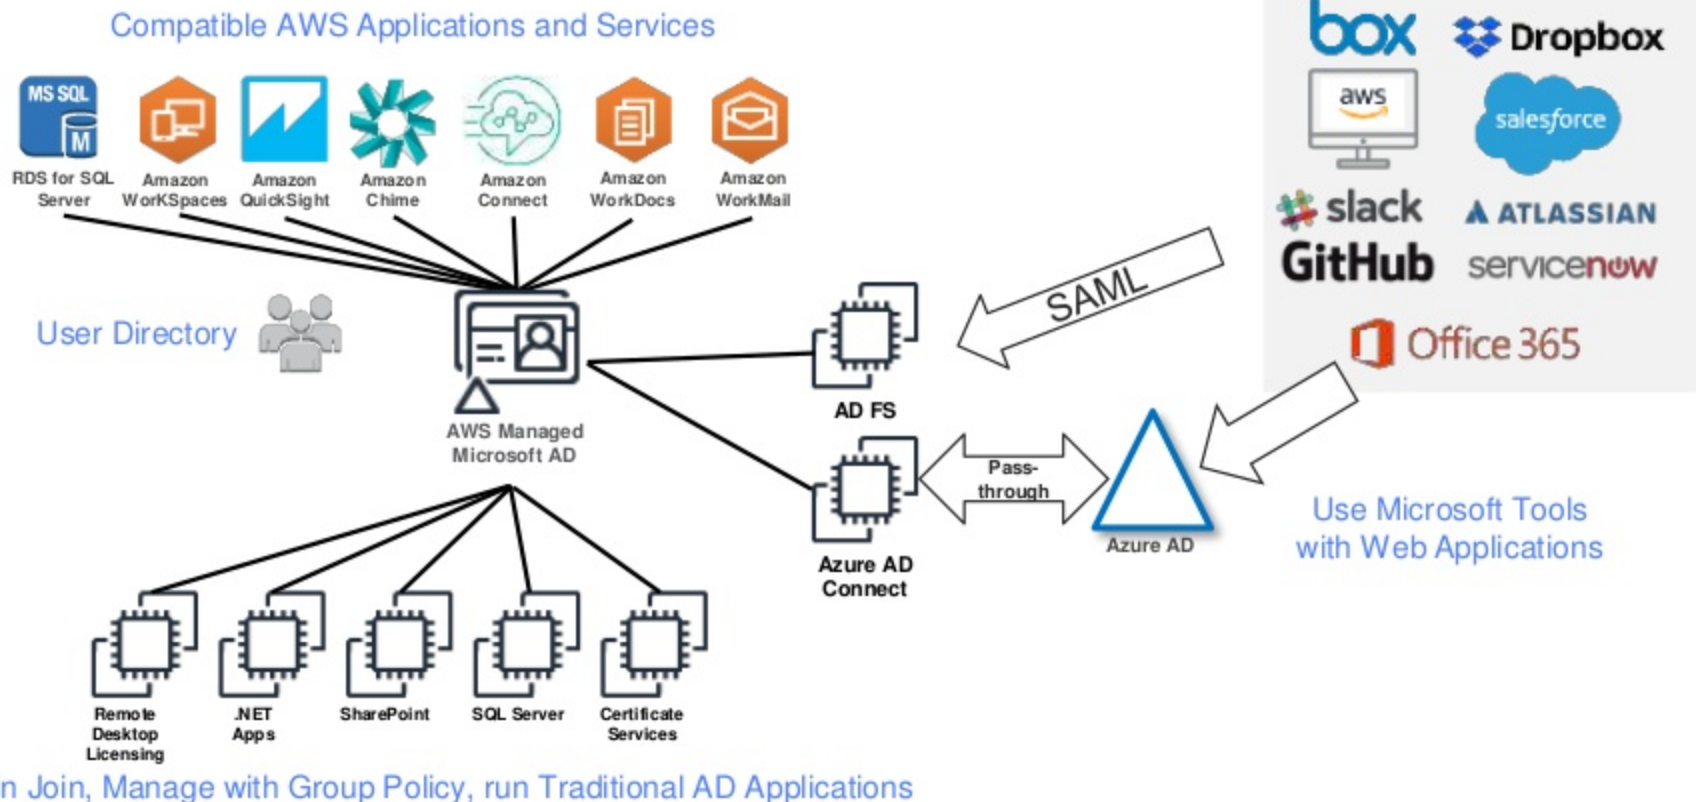 Compatible AWS Applications and Services
MS SQL
M
RDS for SQL
Server
Amazon
WorKSpaces
Amazon
QuickSight
Amazon
Chime
Amazon
Connect
Amazon
WorkDocs
Amazon
WorkMail
box
Dropbox
aws
salesforce
slack
ATLASSIAN
GitHub
servicenow
Office 365
SAML
User Directory
AWS Managed
Microsoft AD
AD FS
Azure AD
Connect
Pass-
through
Azure AD
Use Microsoft Tools
with Web Applications
Remote
Desktop
Licensing
.NET
Apps
SharePoint
SQL Server
Certificate
Services
n Join, Manage with Group Policy, run Traditional AD Applications